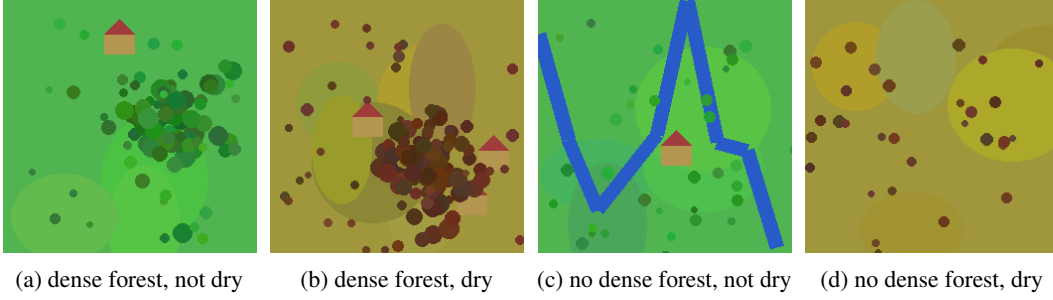 (a) dense forest, not dry
(b) dense forest, dry
(c) no dense forest, not dry
(d) no dense forest, dry